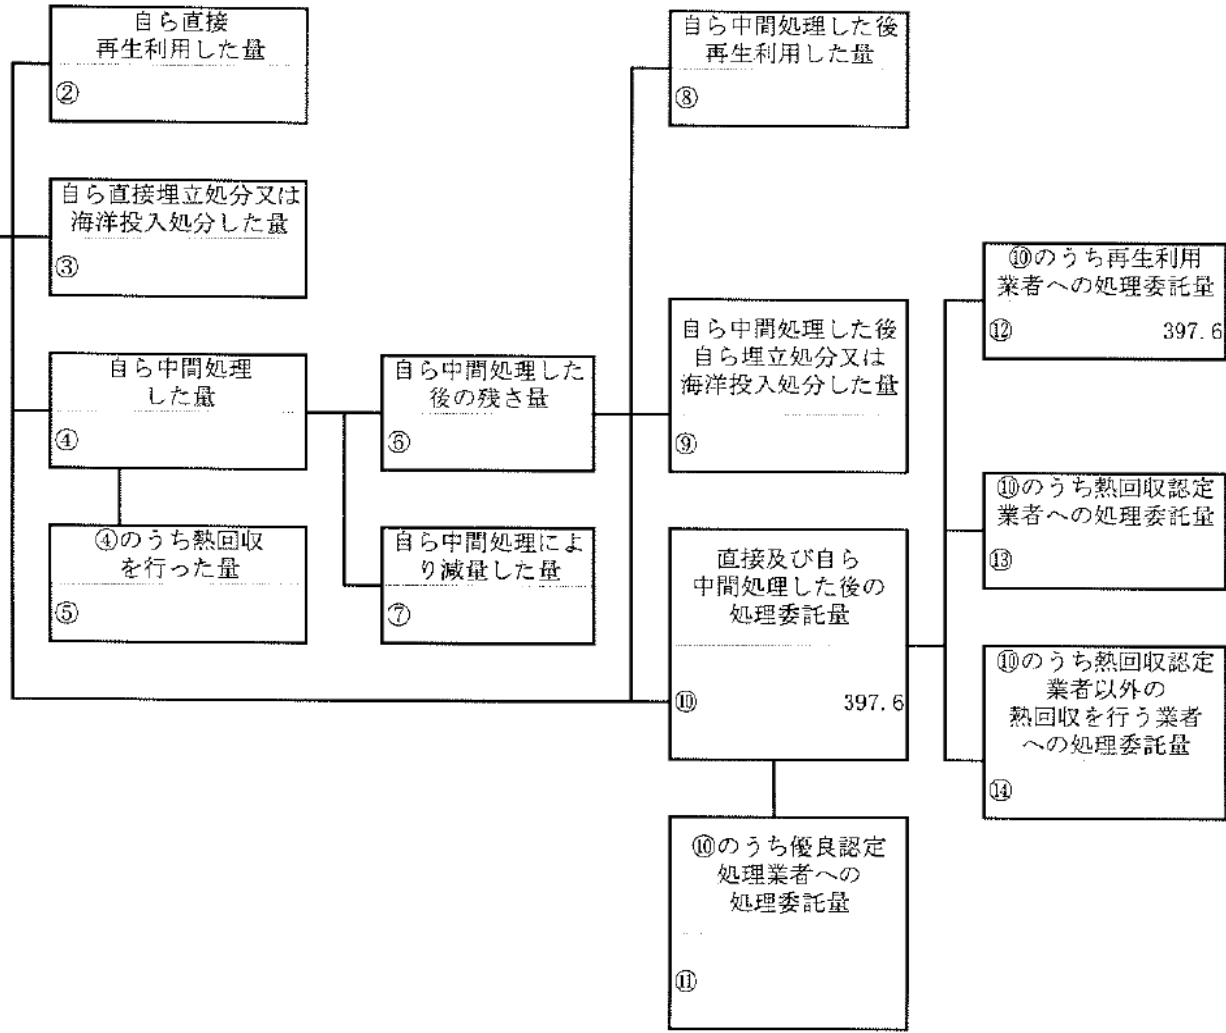 自ら直接
再生利用した量
②
自ら直接埋立処分又は
海洋投入処分した量
③
自ら中間処理
した量
④
④のうち熱回収
を行った量
⑤
自ら中間処理した
後の残さ量
⑥
自ら中間処理によ
り減量した量
⑦
自ら中間処理した後
再生利用した量
⑧
自ら中間処理した後
自ら埋立処分又は
海洋投入処分した量
⑨
直接及び自ら
中間処理した後の
処理委託量
⑩ 397.6
⑩のうち優良認定
処理業者への
処理委託量
⑪
⑩のうち再生利用
業者への処理委託量
⑫ 397.6
⑩のうち熱回収認定
業者への処理委託量
⑬
⑩のうち熱回収認定
業者以外の
熱回収を行う業者
への処理委託量
⑭